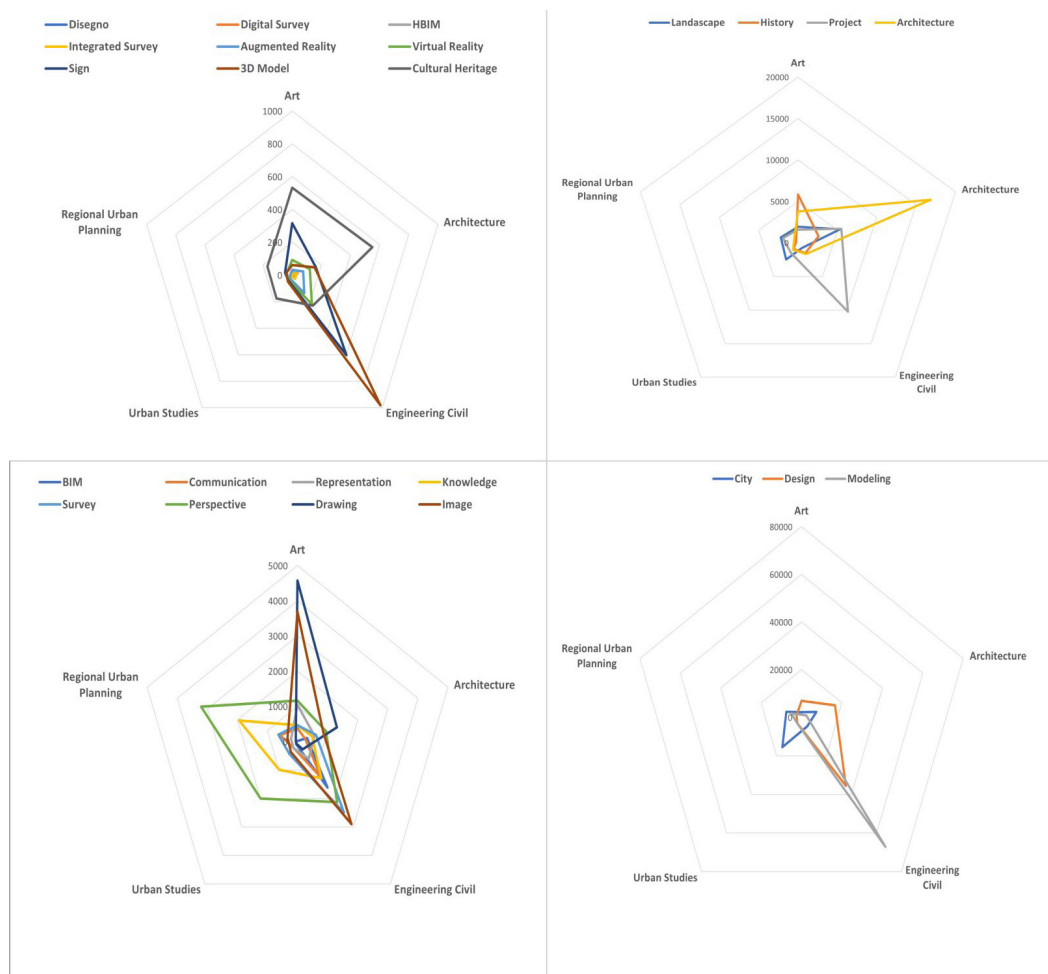 Disegno Digital Survey HBIM
Integrated Survey Augmented Reality Virtual Reality
Sign 3D Model Cultural Heritage
Art
1000
800
600
400
200
0
Regional Urban
Planning
Architecture
Urban Studies
Engineering Civil
Landascape History Project Architecture
Art
20000
15000
10000
5000
0
Regional Urban
Planning
Architecture
Urban Studies
Engineering
Civil
BIM Communication Representation Knowledge
Survey Perspective Drawing Image
Art
5000
4000
3000
2000
1000
0
Regional Urban
Planning
Architecture
Urban Studies
Engineering Civil
City Design Modeling
Art
80000
60000
40000
20000
0
Regional Urban
Planning
Architecture
Urban Studies
Engineering
Civil